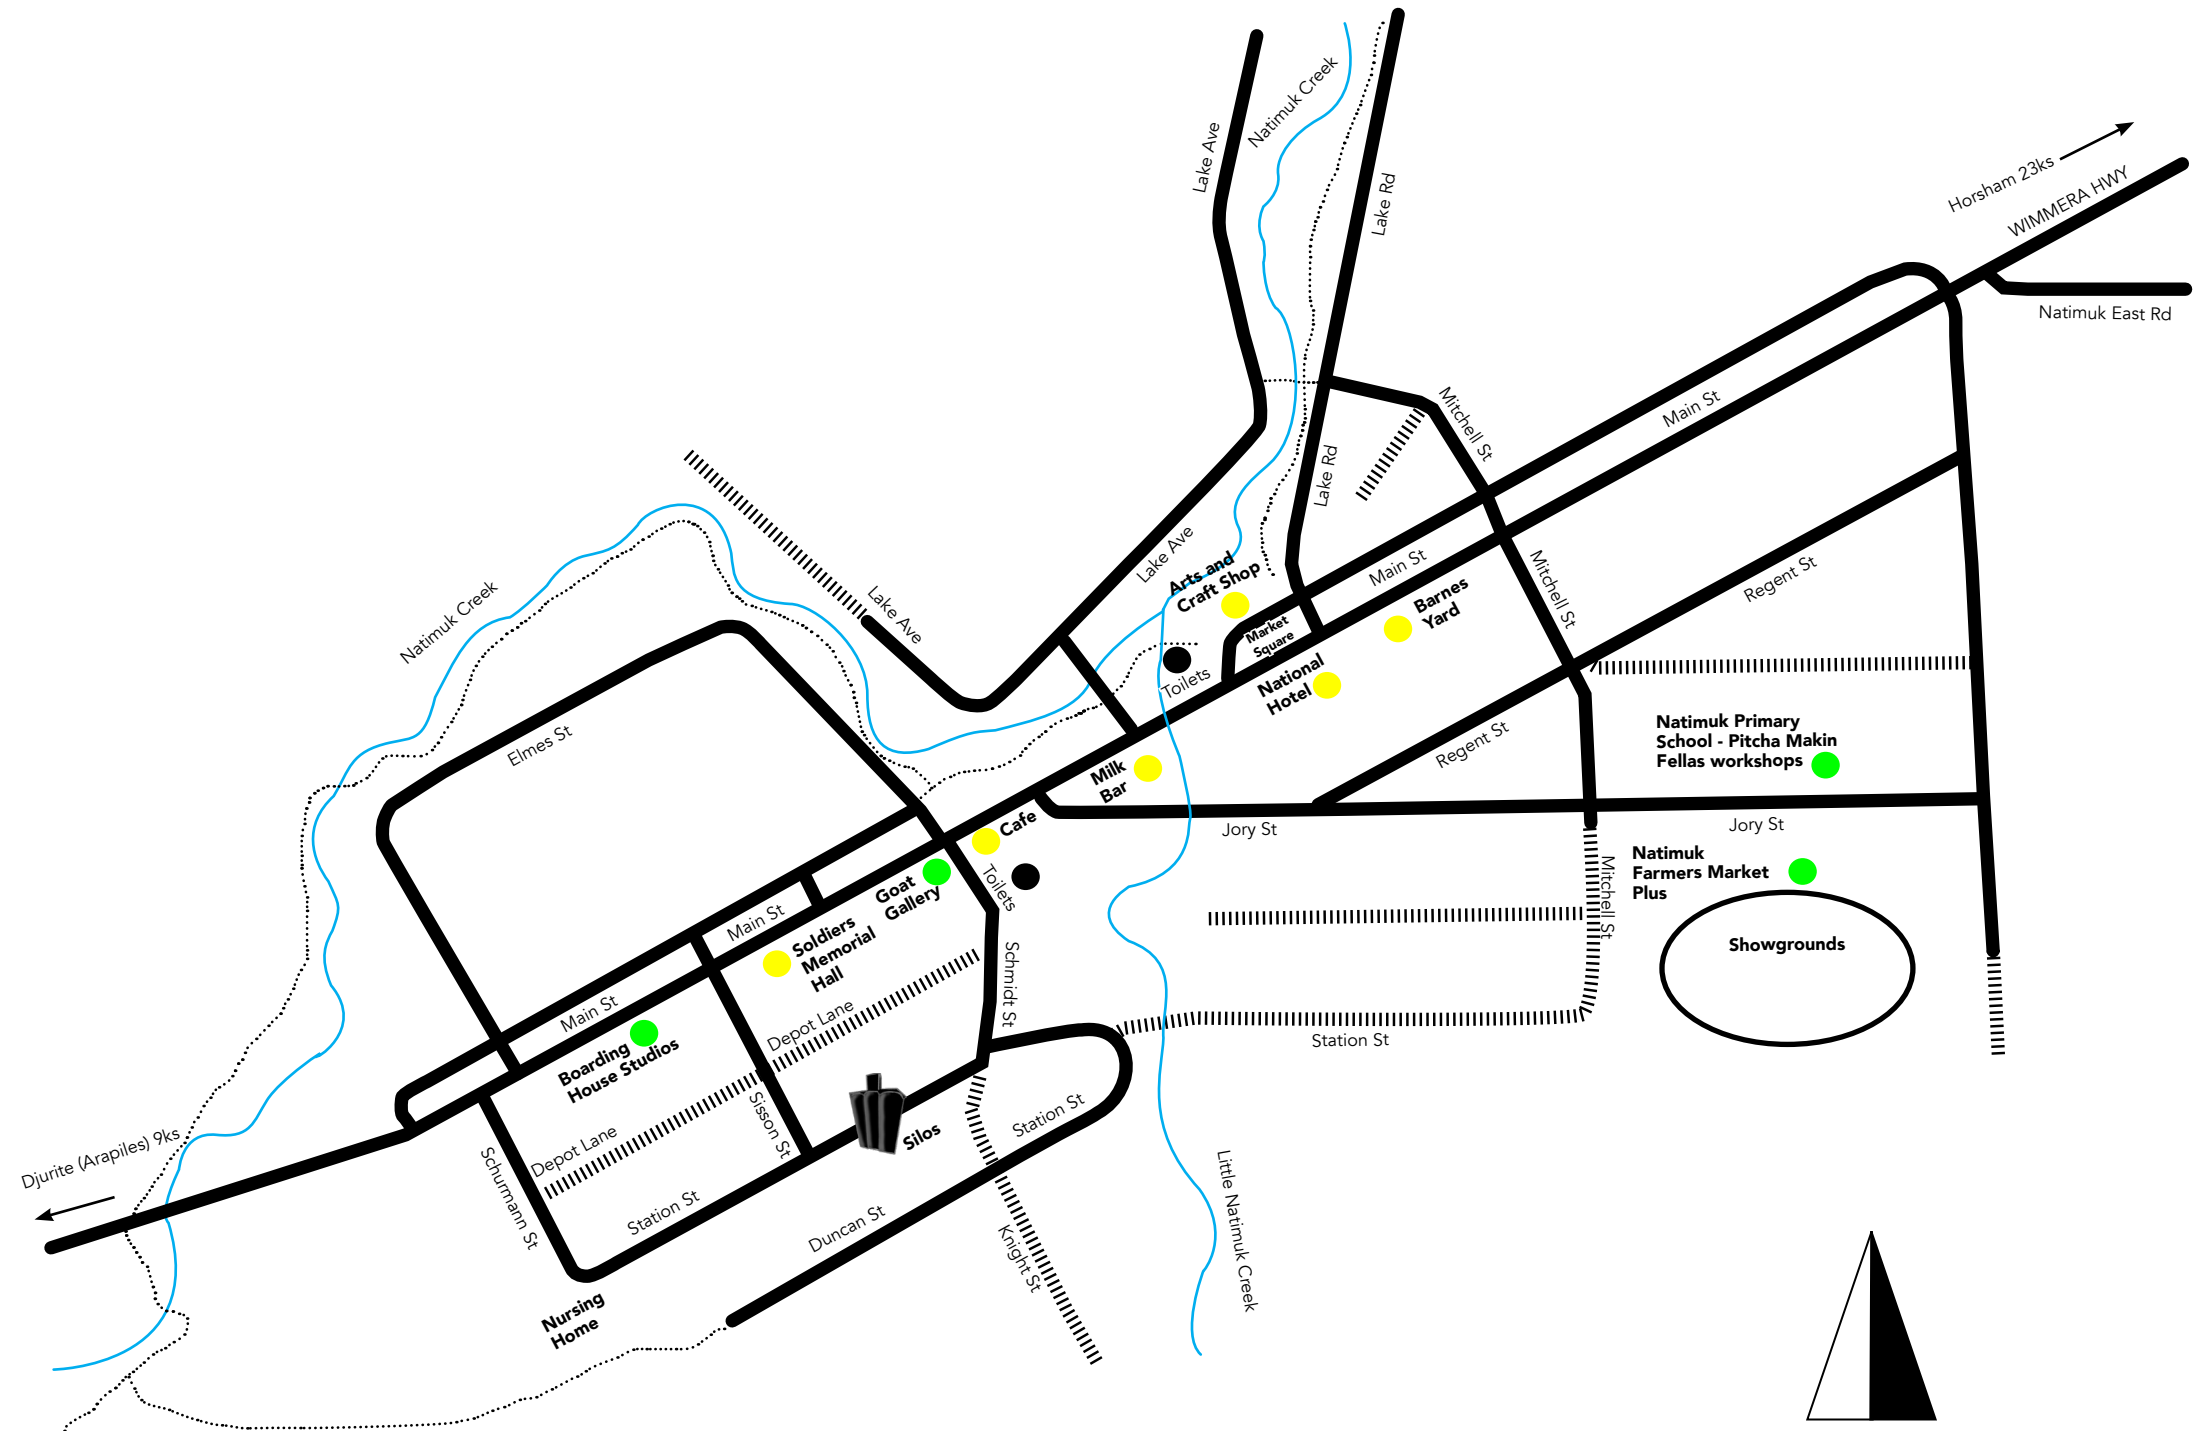 Natimuk Creek
Lake Ave
Lake Rd
Horsham 23ks
WIMMERA HWY
Natimuk East Rd
Mitchell St
Main St
Lake Rd
Lake Ave
Arts and
Craft Shop
Main St
Barnes
Yard
Mitchell St
Regent St
Natimuk Creek
Lake Ave
Market
Square
Toilets
National
Hotel
Elmes St
Regent St
Natimuk Primary
School - Pitcha Makin
Fellas workshops
Milk
Bar
Cafe
Jory St
Jory St
Toilets
Goat
Gallery
Mitchell St
Natimuk
Farmers Market
Plus
Showgrounds
Main St
Soldiers
Memorial
Hall
Schmidt St
Main St
Depot Lane
Station St
Boarding
House Studios
Sisson St
Silos
Station St
Djurite (Arapiles) 9ks
Depot Lane
Schurmann St
Station St
Duncan St
Knight St
Little Natimuk Creek
Nursing
Home